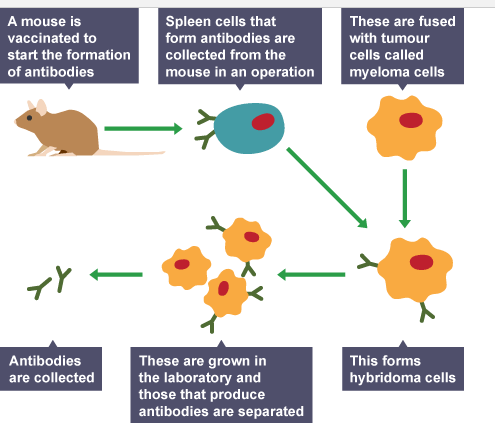 A mouse is
vaccinated to
start the formation
of antibodies
Spleen cells that
form antibodies are
collected from the
mouse in an operation
These are fused
with tumour
cells called
myeloma cells
Antibodies
are collected
These are grown in
the laboratory and
those that produce
antibodies are separated
This forms
hybridoma cells